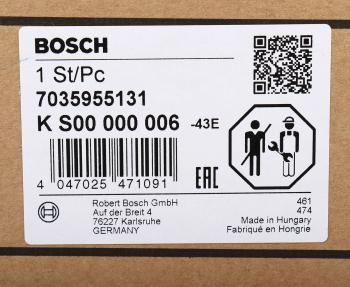 BOSCH
1 St/Pc
7035955131
K S00 000 006 -43E
4 047025 471091
EAC
Robert Bosch GmbH
Auf der Breit 4
76227 Karlsruhe
GERMANY
461
474
Made in Hungary
Fabriqué en Hongrie